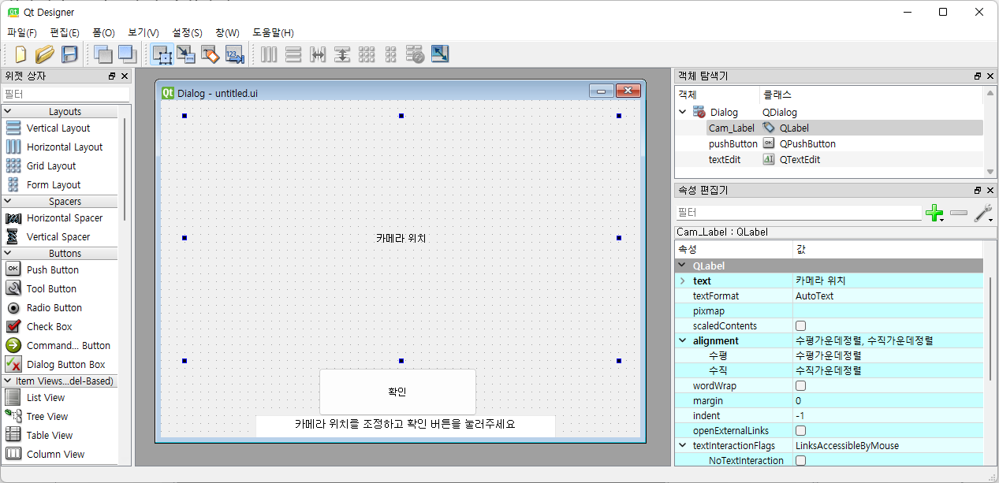 Qt Designer
파일(F) 편집(E) 폼(O) 보기(V) 설정(S) 창(W) 도움말(H)
123
위젯 상자
필터
Layouts
Vertical Layout
Horizontal Layout
Grid Layout
Form Layout
Spacers
Horizontal Spacer
Vertical Spacer
Buttons
OK Push Button
Tool Button
Radio Button
Check Box
Command... Button
Dialog Button Box
Item Views...del-Based)
List View
Tree View
Table View
Column View
Qt Dialog - untitled.ui
카메라 위치
확인
카메라 위치를 조정하고 확인 버튼을 눌러주세요
객체 탐색기
객체 클래스
Dialog QDialog
Cam_Label QLabel
pushButton OK QPushButton
textEdit AI QTextEdit
속성 편집기
필터
Cam_Label : QLabel
속성 값
QLabel
text 카메라 위치
textFormat AutoText
pixmap
scaledContents
alignment 수평가운데정렬, 수직가운데정렬
수평 수평가운데정렬
수직 수직가운데정렬
wordWrap
margin 0
indent -1
openExternalLinks
textInteractionFlags LinksAccessibleByMouse
NoTextInteraction